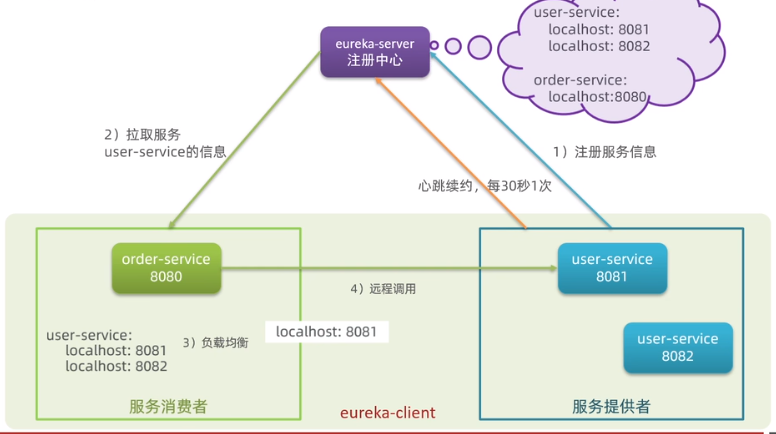 user-service:
localhost: 8081
localhost: 8082
order-service:
localhost:8080
eureka-server
注册中心
2）拉取服务
user-service的信息
1）注册服务信息
心跳续约，每30秒1次
order-service
8080
user-service
8081
4）远程调用
user-service:
localhost: 8081
localhost: 8082
3）负载均衡
localhost: 8081
user-service
8082
服务消费者
eureka-client
服务提供者